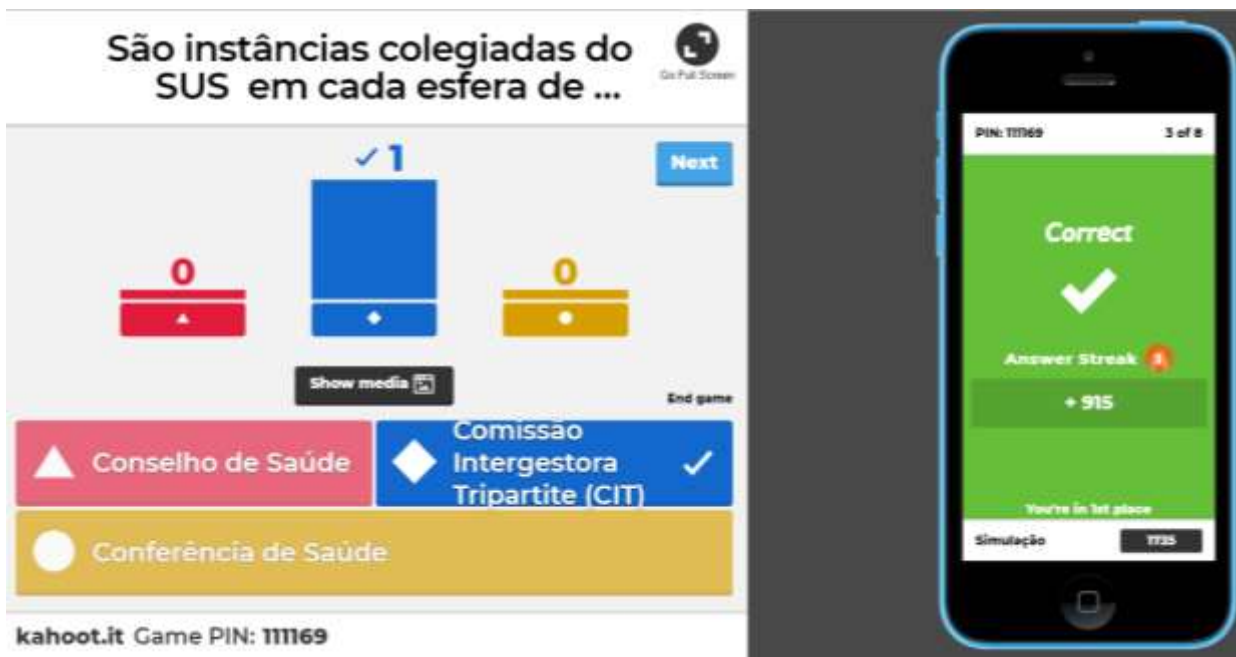 São instâncias colegiadas do
SUS em cada esfera de ...
Go Full Screen
1
Next
0
0
Show media
End game
Conselho de Saúde
Comissão
Intergestora
Tripartite (CIT)
Conferência de Saúde
kahoot.it Game PIN: 111169
PIN: 111169
3 of 8
Correct
Answer Streak
+ 915
You're in 1st place
Simulação
1735